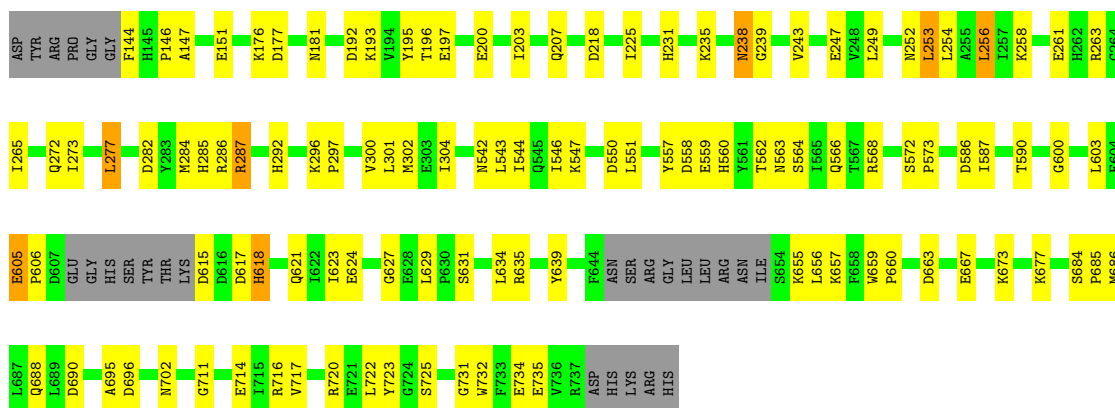 ASP TYR ARG PRO GLY GLY F144 H145 P146 A147 E151 K176 D177 N181 D192 K193 V194 Y195 T196 E197 E200 I203 Q207 D218 I225 H231 K235 N238 G239 V243 E247 V248 L249 N252 L253 L254 A255 L256 I257 K258 E261 H262 R263 G264
I265 Q272 I273 L277 D282 Y283 M284 H285 R286 R287 H292 K296 P297 V300 L301 M302 E303 I304 N542 L543 I544 Q545 I546 K547 D550 L551 Y557 D558 E559 H560 Y561 T562 N563 S564 I565 Q566 T567 R568 S572 P573 D586 I587 T590 G600 L603 E604
E605 P606 D607 GLU GLY HIS SER TYR THR LYS D615 D616 D617 H618 Q621 I622 I623 E624 G627 E628 L629 P630 S631 L634 R635 Y639 F644 ASN SER ARG GLY LEU LEU ARG ASN ILE S654 K655 L656 K657 F658 W659 P660 D663 E667 K673 K677 S684 P685 N686
L687 Q688 L689 D690 A695 D696 N702 G711 E714 I715 R716 V717 R720 E721 L722 Y723 G724 S725 G731 W732 F733 E734 E735 V736 R737 ASP HIS LYS ARG HIS